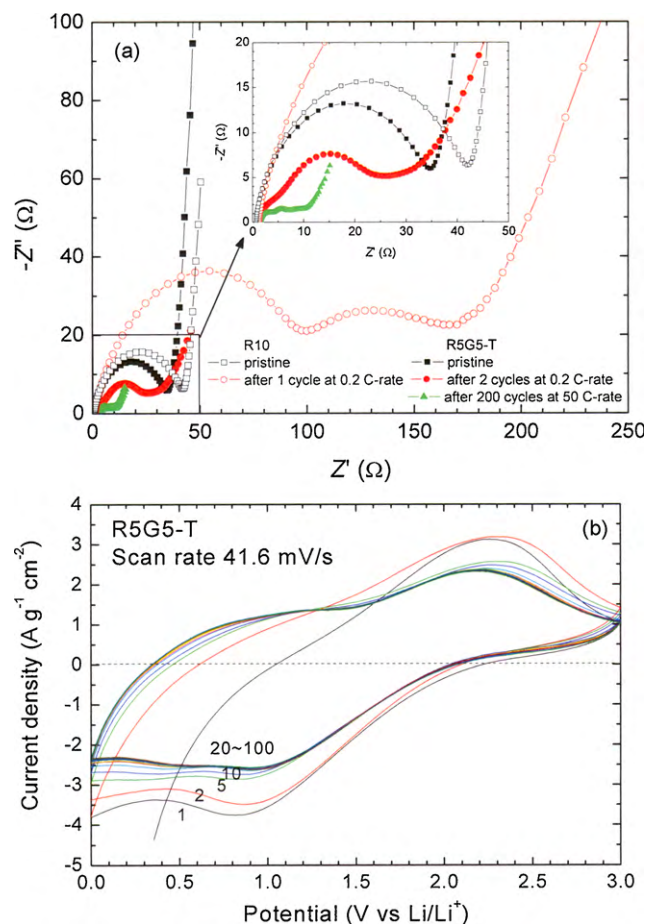 (a)
-Z'' (Ω)
100
80
60
40
20
0
0 50 100 150 200 250
Z' (Ω)
-Z'' (Ω)
20
15
10
5
0
0 10 20 30 40 50
Z' (Ω)
R10
pristine
after 1 cycle at 0.2 C-rate
R5G5-T
pristine
after 2 cycles at 0.2 C-rate
after 200 cycles at 50 C-rate
R5G5-T
(b)
Scan rate 41.6 mV/s
Current density (A g⁻¹ cm⁻²)
4
3
2
1
0
-1
-2
-3
-4
-5
20~100
10
5
2
1
0.0 0.5 1.0 1.5 2.0 2.5 3.0
Potential (V vs Li/Li⁺)